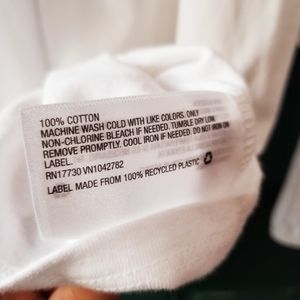 100% COTTON
MACHINE WASH COLD WITH LIKE COLORS. ONLY
NON-CHLORINE BLEACH IF NEEDED. TUMBLE DRY LOW.
REMOVE PROMPTLY. COOL IRON IF NEEDED. DO NOT IRON ON
LABEL.
RN17730 VN1042782
LABEL MADE FROM 100% RECYCLED PLASTIC